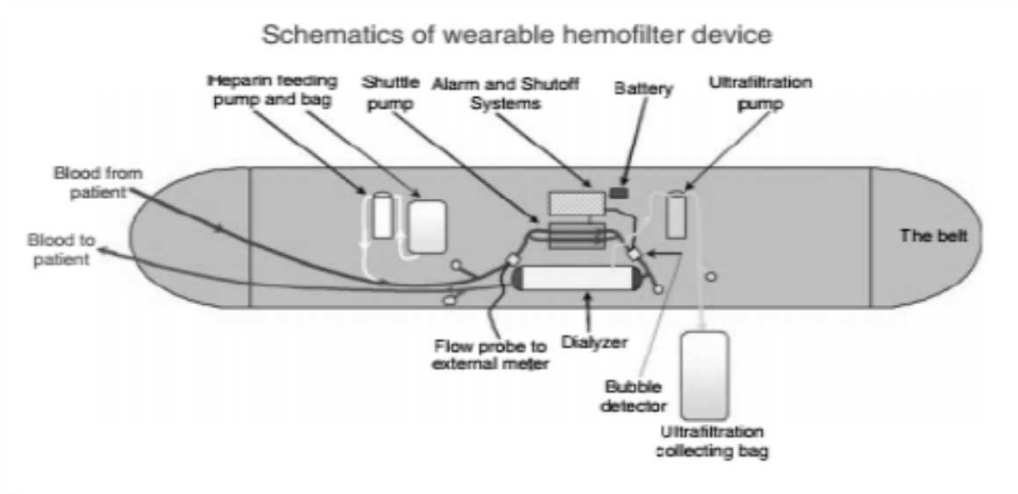 Schematics of wearable hemofilter device
Heparin feeding
pump and bag
Shuttle
pump
Alarm and Shutoff
Systems
Battery
Ultrafiltration
pump
Blood from
patient
Blood to
patient
The belt
Flow probe to
external meter
Dialyzer
Bubble
detector
Ultrafiltration
collecting bag